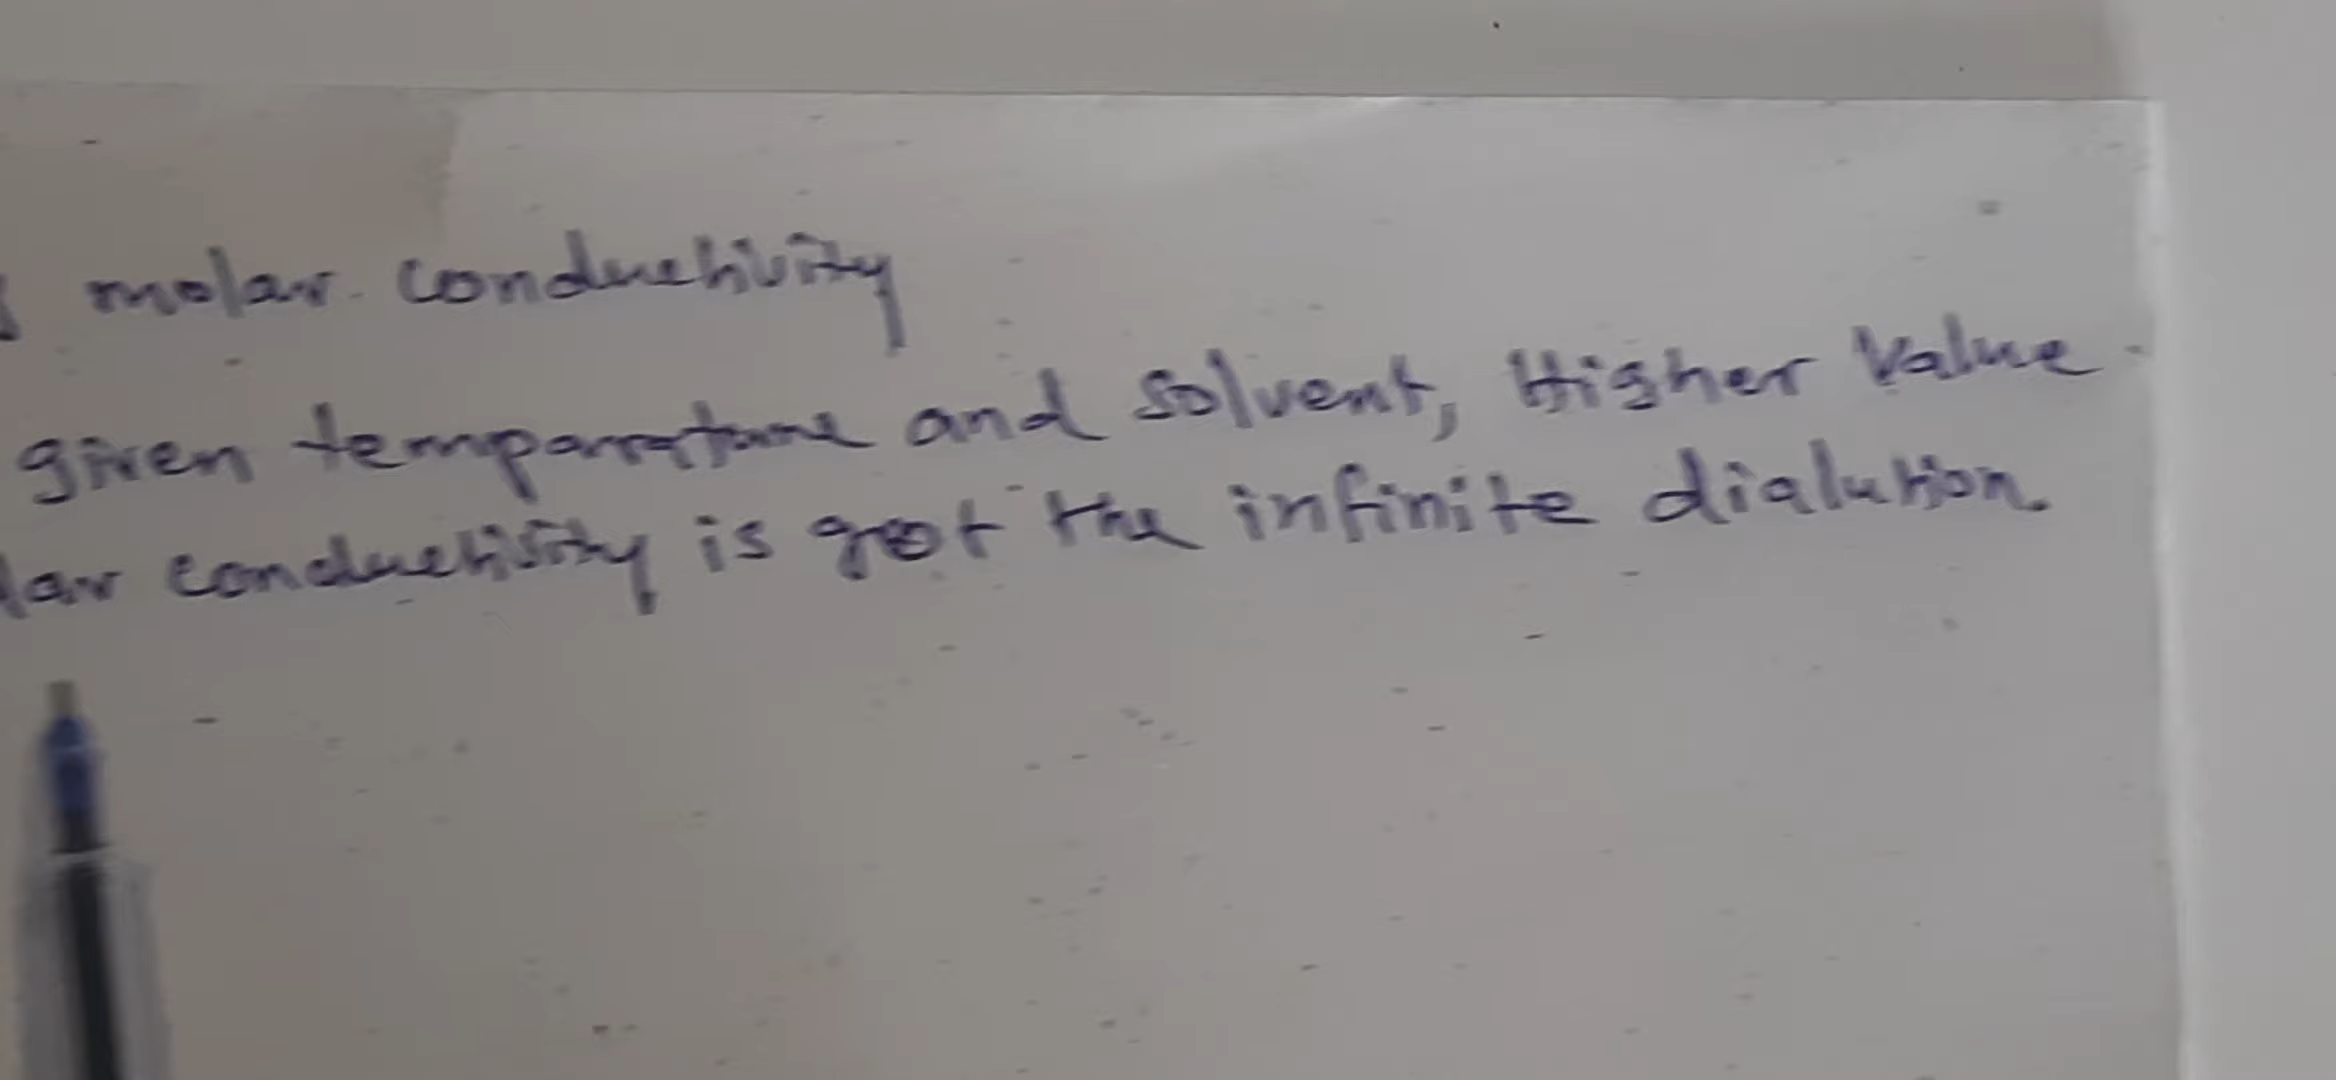 molar conductivity
given temparature and solvent, Higher Value
lar conductivity is got the infinite dialution.